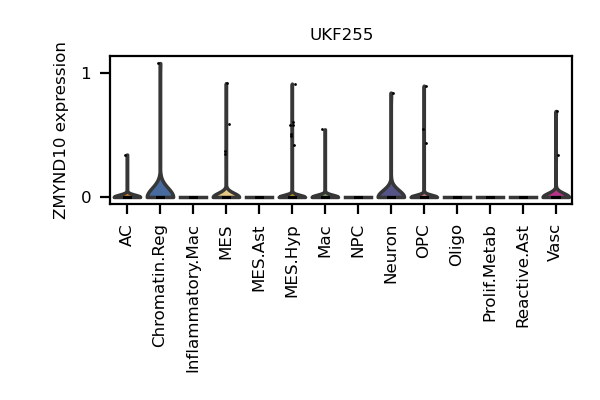 UKF255
ZMYND10 expression
1
0
AC
Chromatin.Reg
Inflammatory.Mac
MES
MES.Ast
MES.Hyp
Mac
NPC
Neuron
OPC
Oligo
Prolif.Metab
Reactive.Ast
Vasc